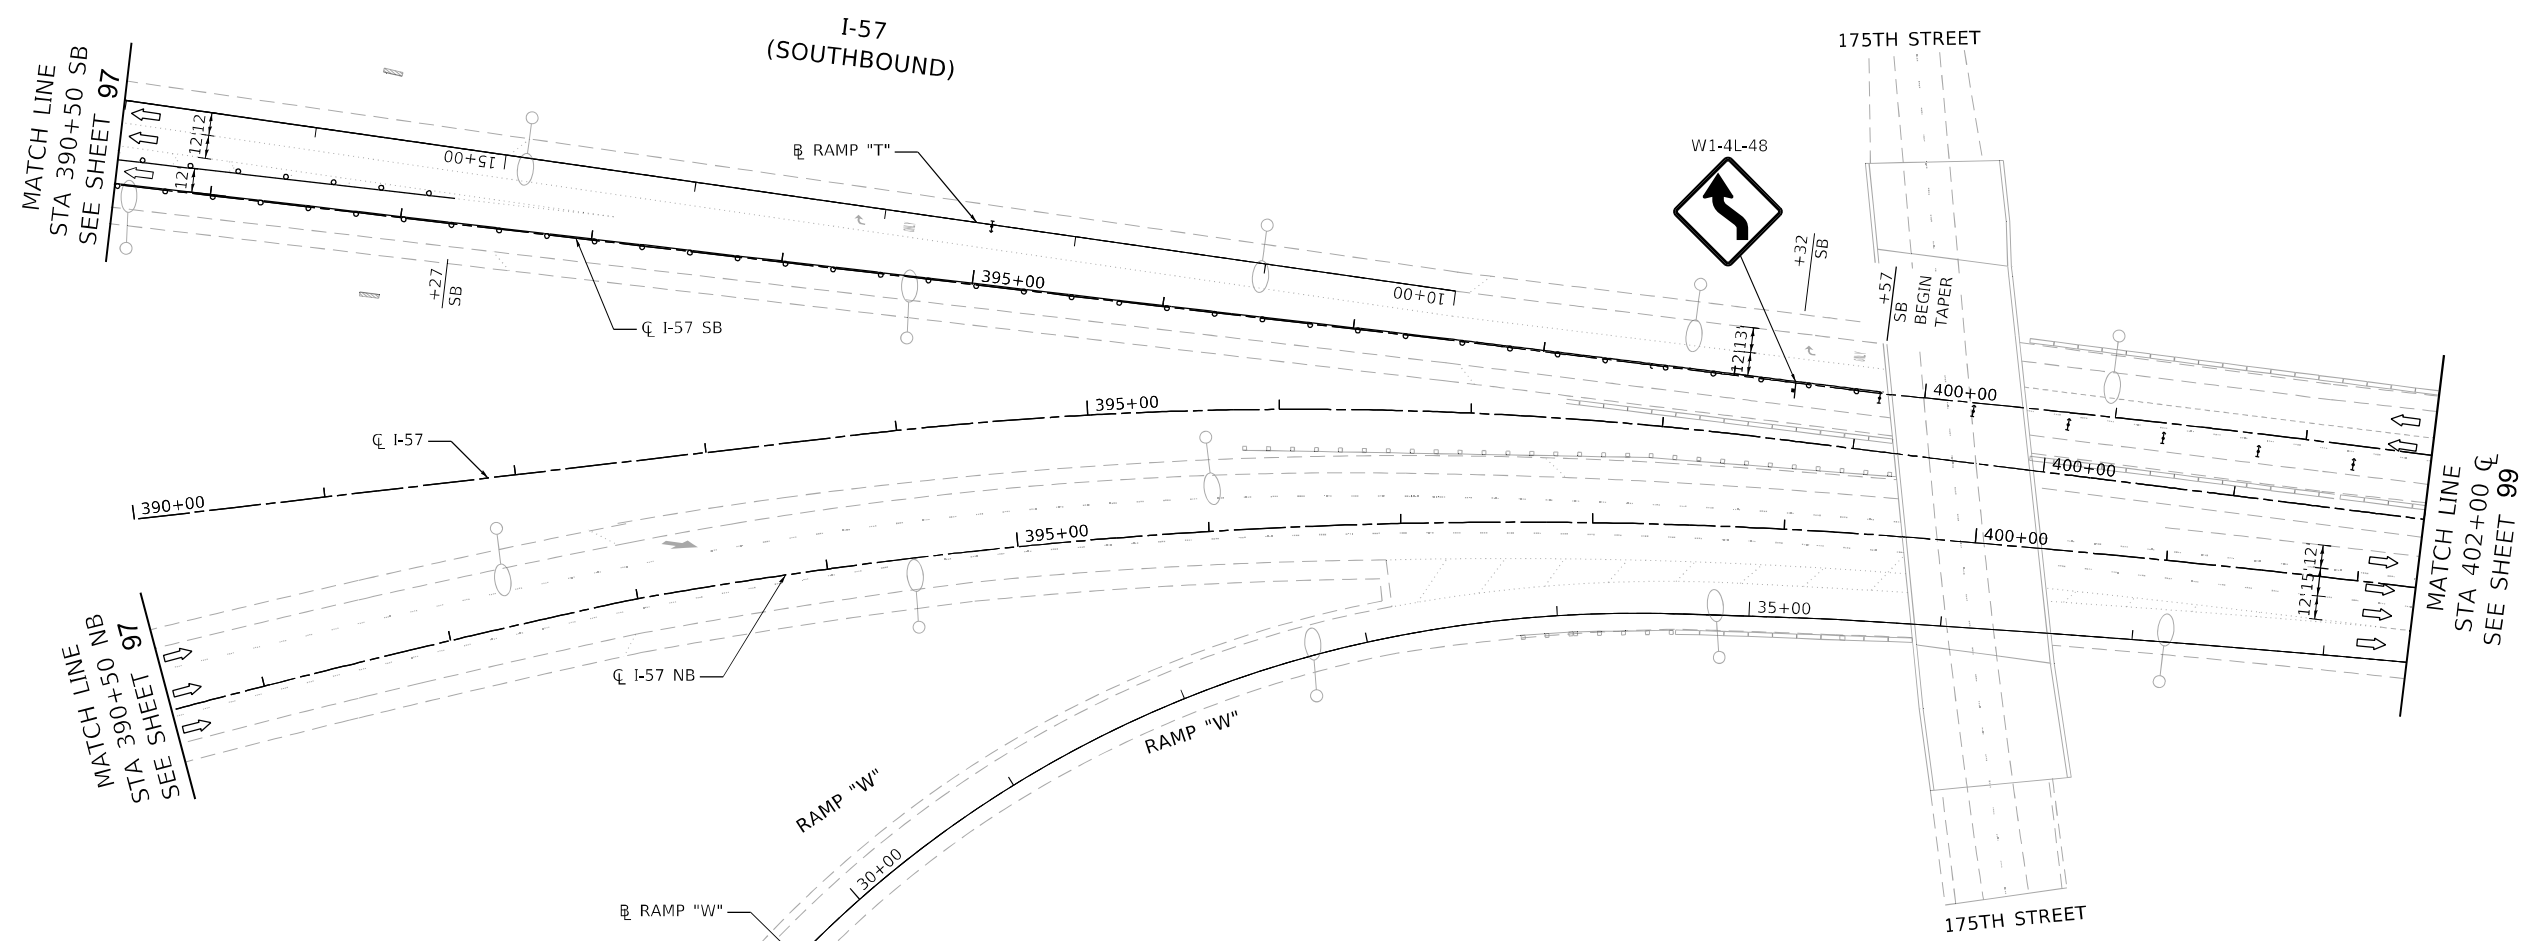 I-57
(SOUTHBOUND)
175TH STREET
MATCH LINE
STA 390+50 SB
SEE SHEET 97
12'
12'
12'
15+00
℄ I-57 SB
+27
SB
395+00
BL RAMP "T"
10+00
W1-4L-48
+32
SB
13'
12'
+57
SB
BEGIN
TAPER
400+00
℄ I-57
390+00
395+00
400+00
MATCH LINE
STA 402+00 ℄
SEE SHEET 99
MATCH LINE
STA 390+50 NB
SEE SHEET 97
℄ I-57 NB
395+00
400+00
12'
15'
12'
35+00
RAMP "W"
RAMP "W"
30+00
BL RAMP "W"
175TH STREET